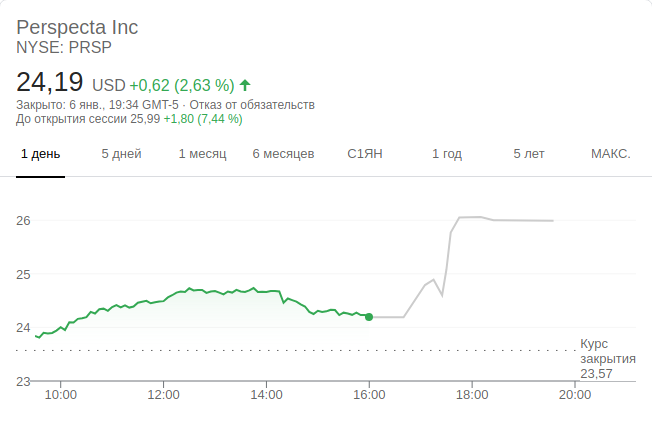 Perspecta Inc
NYSE: PRSP
24,19 USD +0,62 (2,63 %)
Закрыто: 6 янв., 19:34 GMT-5 · Отказ от обязательств
До открытия сессии 25,99 +1,80 (7,44 %)
1 день 5 дней 1 месяц 6 месяцев С1ЯН 1 год 5 лет МАКС.
26
25
24
Курс
закрытия
23,57
23
10:00 12:00 14:00 16:00 18:00 20:00